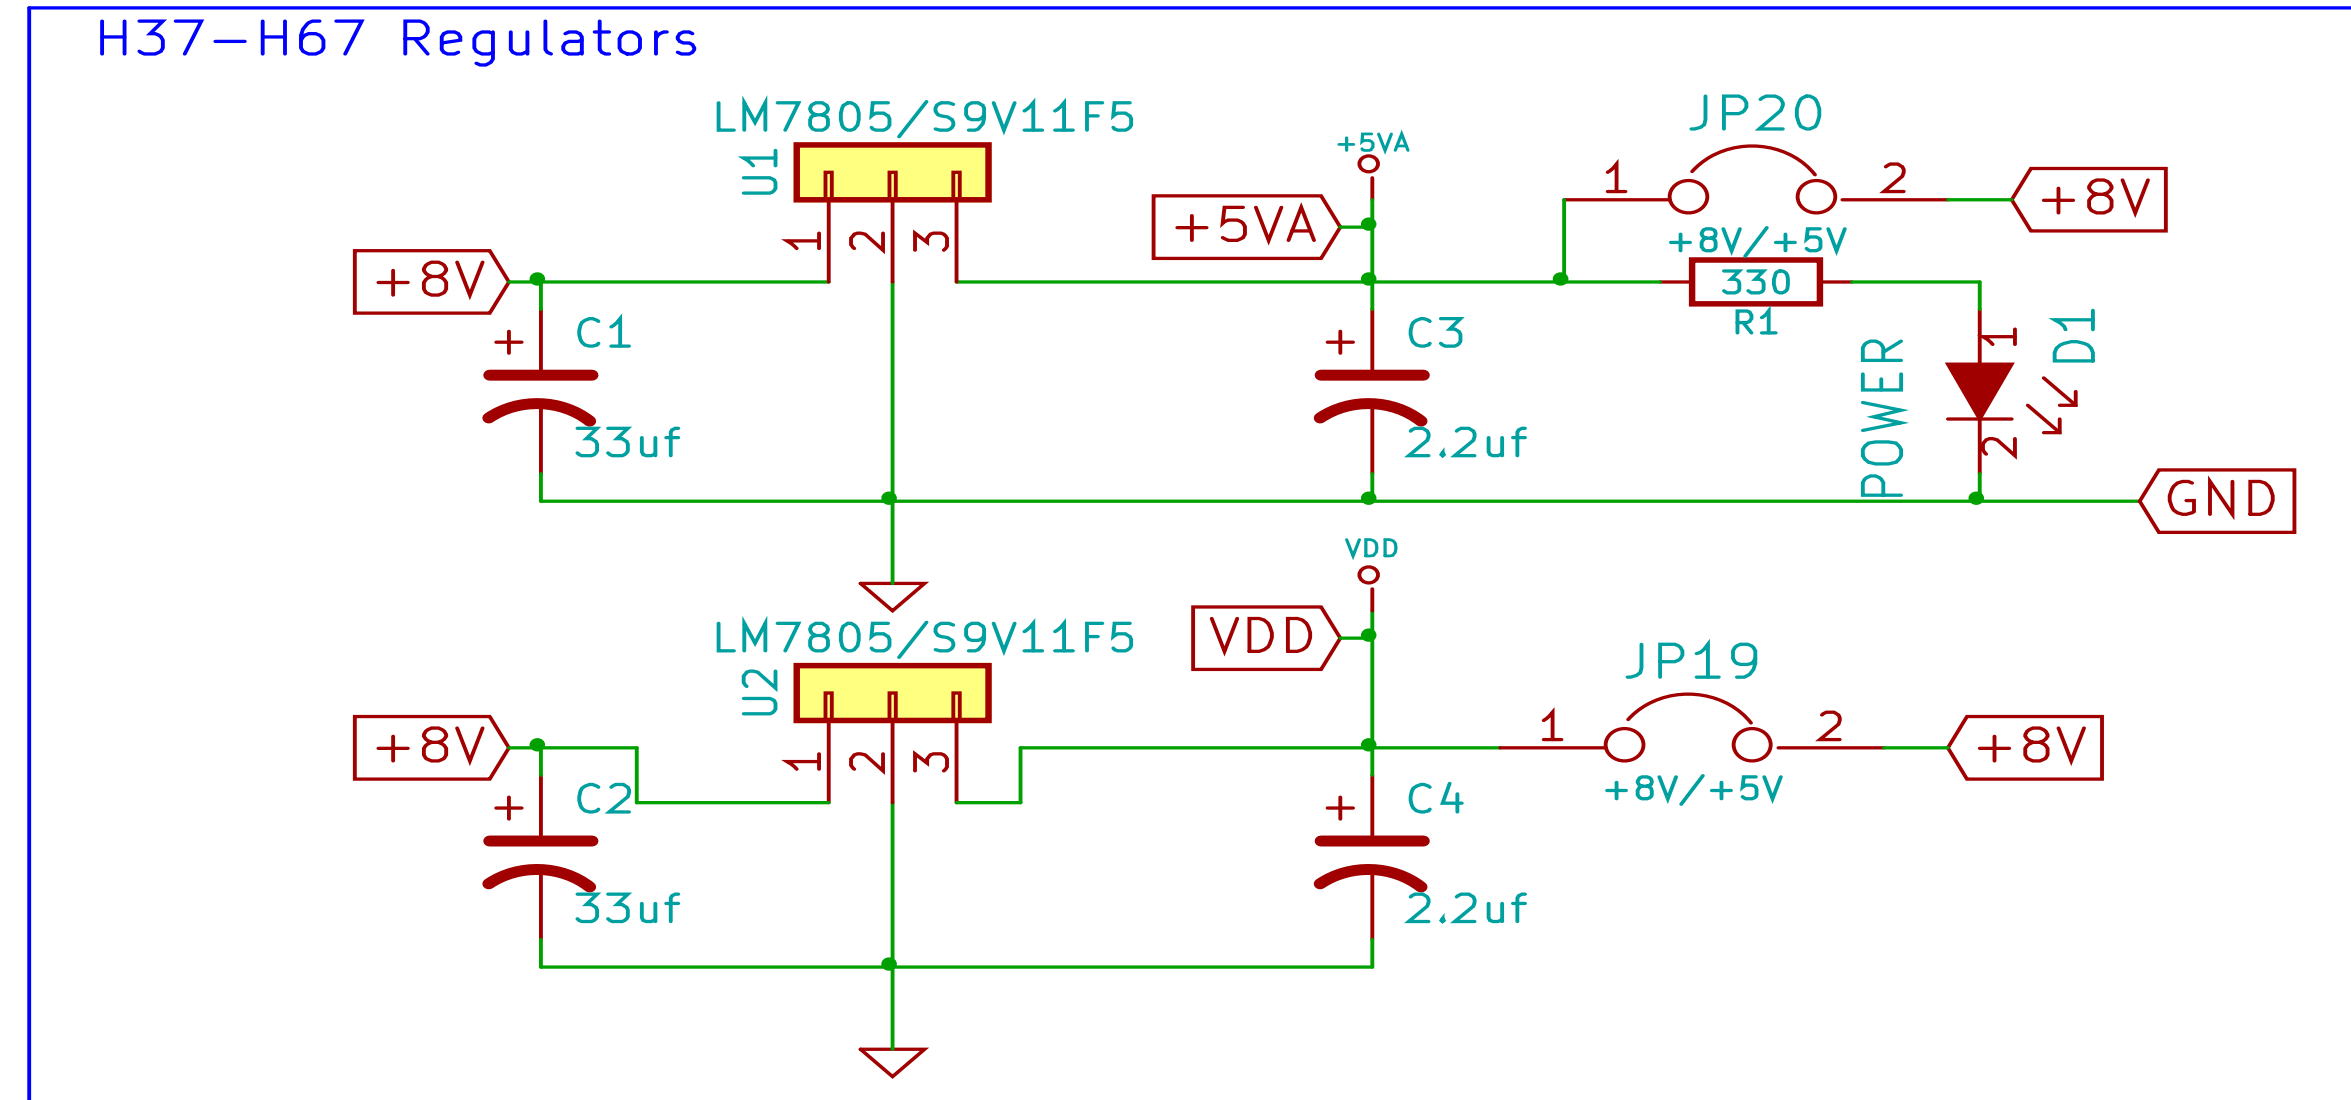 H37-H67 Regulators
LM7805/S9V11F5
U1
1 2 3
+5VA
+5VA
JP20
1 2
+8V
+8V/+5V
330
R1
+8V
+ C1
33uf
+ C3
2.2uf
POWER
1
2
D1
GND
VDD
LM7805/S9V11F5
U2
1 2 3
VDD
JP19
1 2
+8V
+8V/+5V
+8V
+ C2
33uf
+ C4
2.2uf